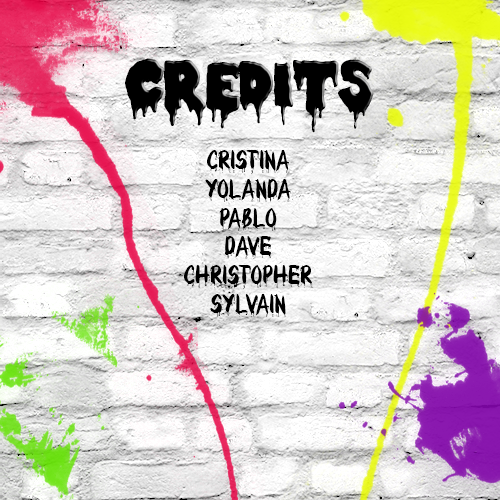 CREDITS
CRISTINA
YOLANDA
PABLO
DAVE
CHRISTOPHER
SYLVAIN